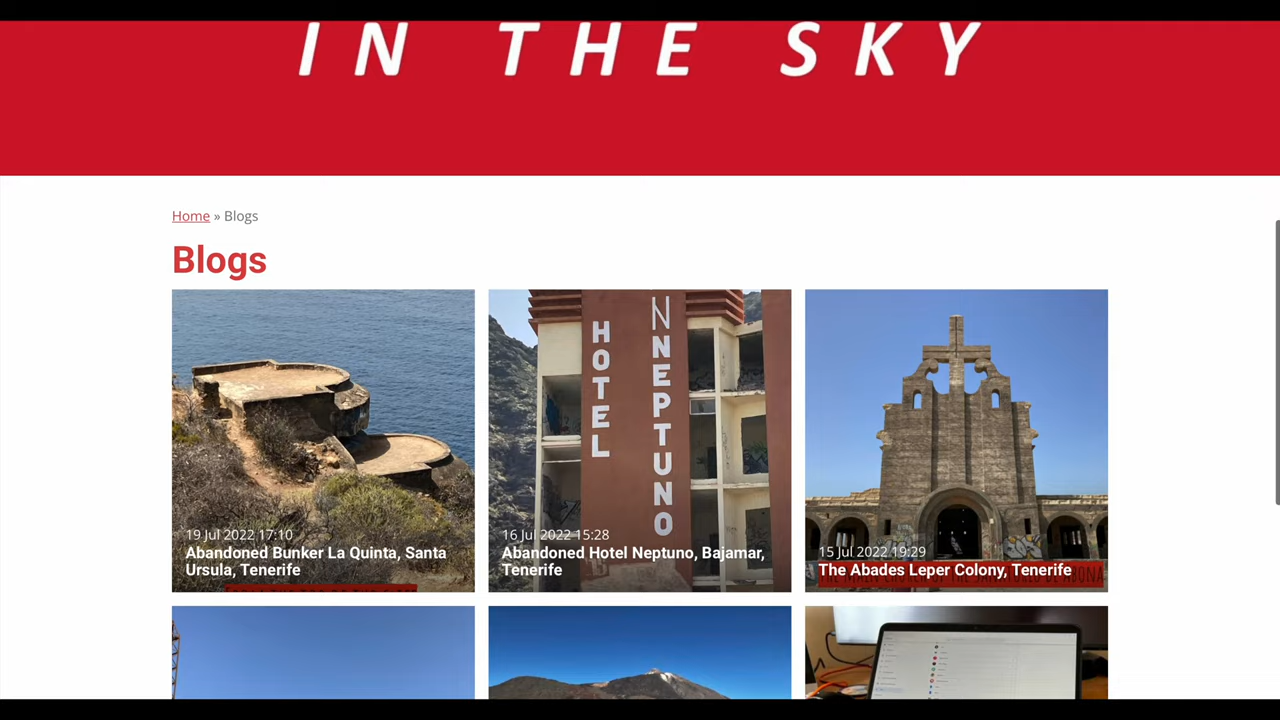 IN THE SKY
Home » Blogs
Blogs
19 Jul 2022 17:10
Abandoned Bunker La Quinta, Santa
Ursula, Tenerife
HOTEL
NNEPTUNO
16 Jul 2022 15:28
Abandoned Hotel Neptuno, Bajamar,
Tenerife
15 Jul 2022 19:29
The Abades Leper Colony, Tenerife